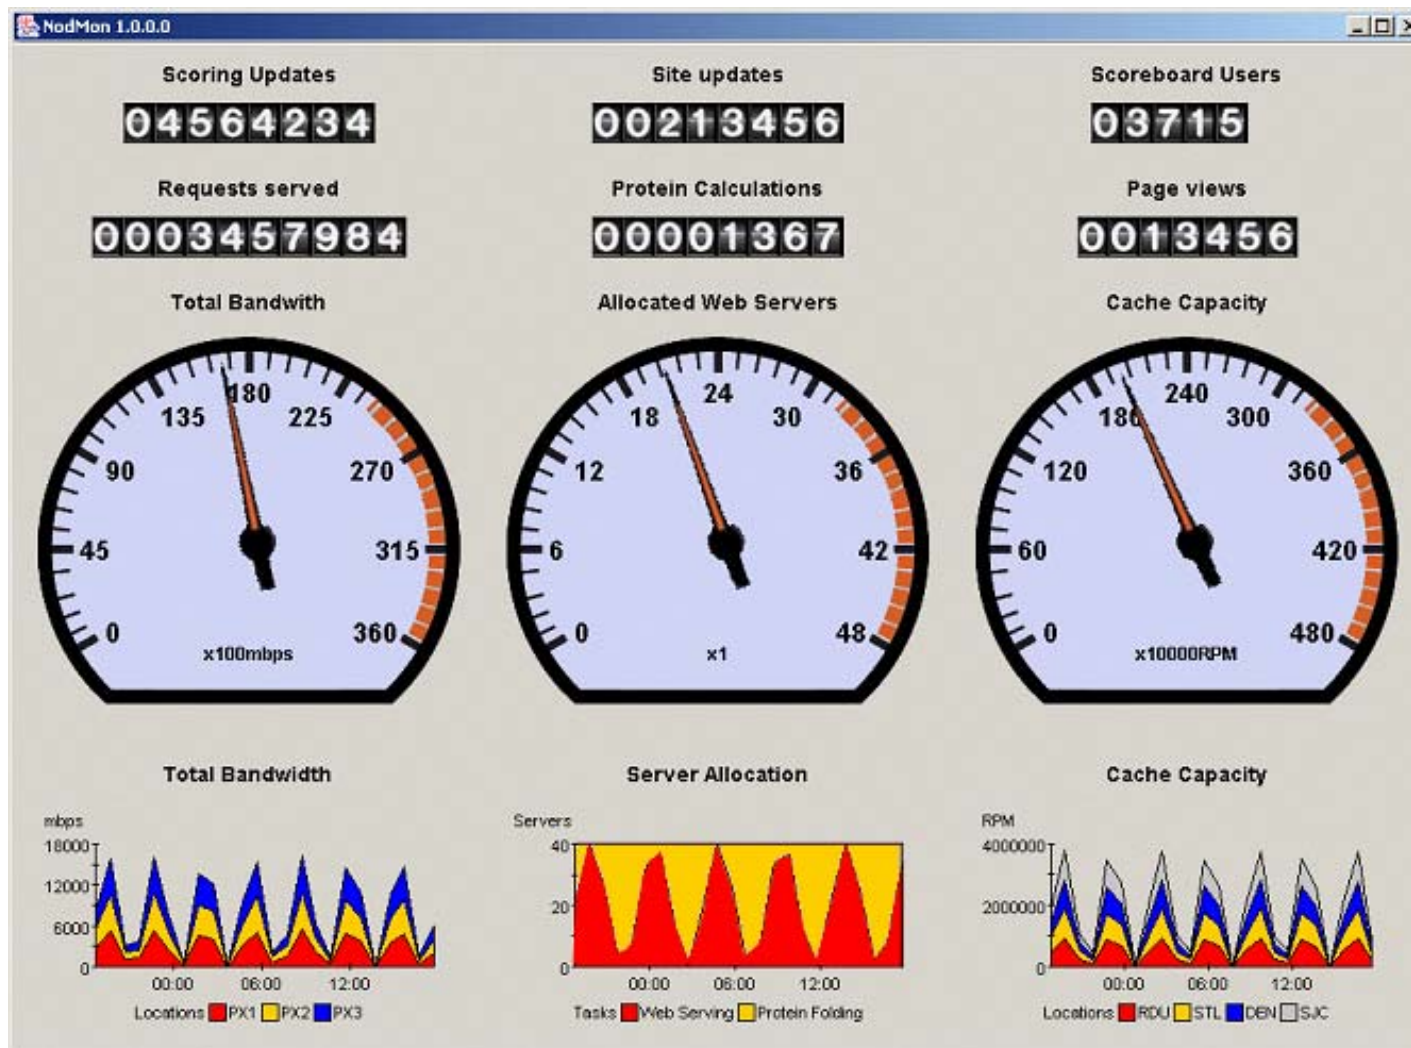 NodMon 1.0.0.0
Scoring Updates
Site updates
Scoreboard Users
04564234
00213456
03715
Requests served
Protein Calculations
Page views
0003457984
00001367
0013456
Total Bandwith
Allocated Web Servers
Cache Capacity
0 45 90 135 180 225 270 315 360
x100mbps
0 6 12 18 24 30 36 42 48
x1
0 60 120 180 240 300 360 420 480
x10000RPM
Total Bandwidth
mbps
18000
12000
6000
0
00:00 06:00 12:00
Locations PX1 PX2 PX3
Server Allocation
Servers
40
20
0
00:00 06:00 12:00
Tasks Web Serving Protein Folding
Cache Capacity
RPM
4000000
2000000
0
00:00 06:00 12:00
Locations RDU STL DEN SJC